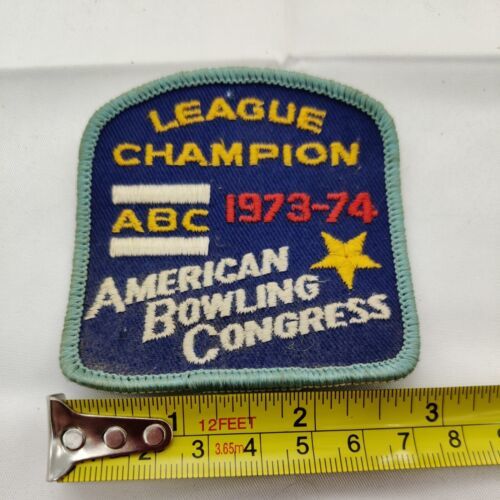 LEAGUE
CHAMPION
ABC 1973-74
AMERICAN
BOWLING
CONGRESS
1 12FEET 2 3
3 3.65m 4 5 6 7 8